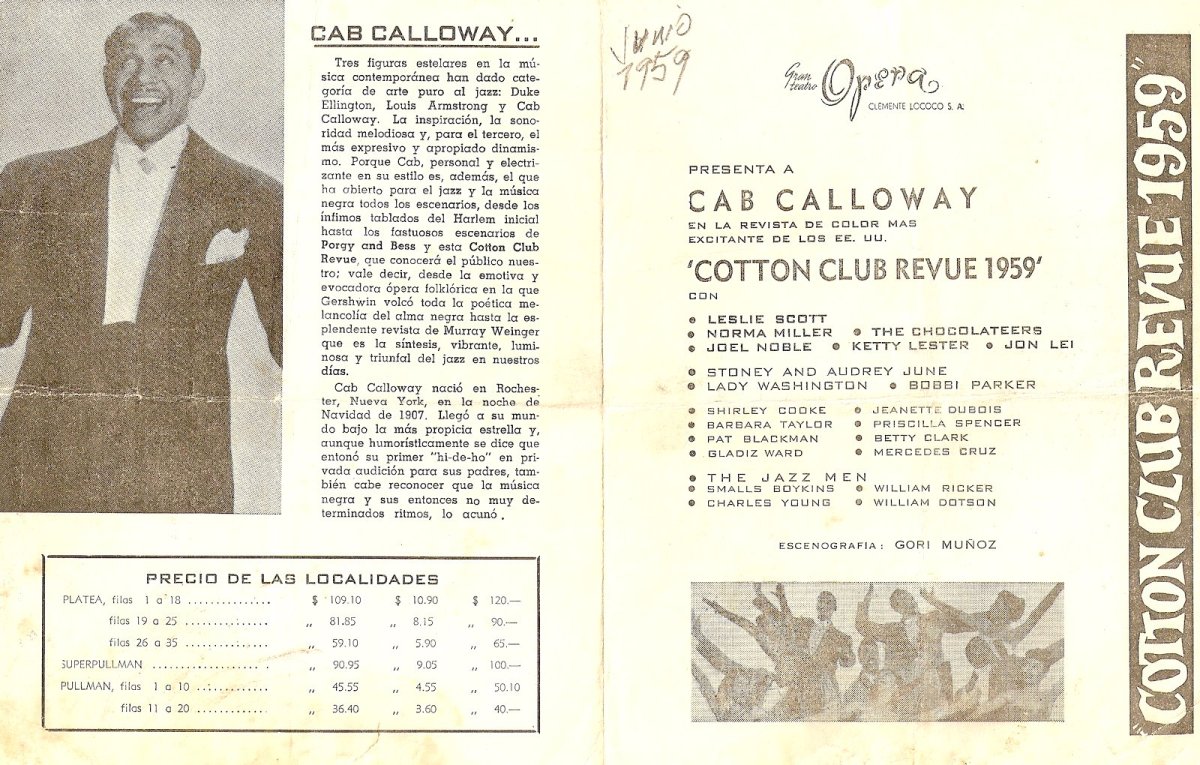 CAB CALLOWAY...
Tres figuras estelares en la mú-
sica contemporánea han dado cate-
goría de arte puro al jazz: Duke
Ellington, Louis Armstrong y Cab
Calloway. La inspiración, la sono-
ridad melodiosa y, para el tercero, el
más expresivo y apropiado dinamis-
mo. Porque Cab, personal y electri-
zante en su estilo es, además, el que
ha abierto para el jazz y la música
negra todos los escenarios, desde los
ínfimos tablados del Harlem inicial
hasta los fastuosos escenarios de
Porgy and Bess y esta Cotton Club
Revue, que conocerá el público nues-
tro; vale decir, desde la emotiva y
evocadora ópera folklórica en la que
Gershwin volcó toda la poética me-
lancolía del alma negra hasta la es-
plendente revista de Murray Weinger
que es la síntesis, vibrante, lumi-
nosa y triunfal del jazz en nuestros
días.
Cab Calloway nació en Roches-
ter, Nueva York, en la noche de
Navidad de 1907. Llegó a su mun-
do bajo la más propicia estrella y,
aunque humorísticamente se dice que
entonó su primer "hi-de-ho" en pri-
vada audición para sus padres, tam-
bién cabe reconocer que la música
negra y sus entonces no muy de-
terminados ritmos, lo acunó.
PRECIO DE LAS LOCALIDADES
PLATEA, filas 1 a 18 ............... $ 109.10 $ 10.90 $ 120.—
filas 19 a 25 ............... „ 81.85 „ 8.15 „ 90.—
filas 26 a 35 ............... „ 59.10 „ 5.90 „ 65.—
SUPERPULLMAN ............... „ 90.95 „ 9.05 „ 100.—
PULLMAN, filas 1 a 10 ............. „ 45.55 „ 4.55 „ 50.10
filas 11 a 20 ............. „ 36.40 „ 3.60 „ 40.—
Junio
1959
Gran teatro Opera
CLEMENTE LOCOCO S. A.
PRESENTA A
CAB CALLOWAY
EN LA REVISTA DE COLOR MAS
EXCITANTE DE LOS EE. UU.
'COTTON CLUB REVUE 1959'
CON
● LESLIE SCOTT
● NORMA MILLER ● THE CHOCOLATEERS
● JOEL NOBLE ● KETTY LESTER ● JON LEI
● STONEY AND AUDREY JUNE
● LADY WASHINGTON ● BOBBI PARKER
● SHIRLEY COOKE ● JEANETTE DUBOIS
● BARBARA TAYLOR ● PRISCILLA SPENCER
● PAT BLACKMAN ● BETTY CLARK
● GLADIZ WARD ● MERCEDES CRUZ
● THE JAZZ MEN
● SMALLS BOYKINS ● WILLIAM RICKER
● CHARLES YOUNG ● WILLIAM DOTSON
ESCENOGRAFIA: GORI MUÑOZ
"COTTON CLUB REVUE 1959"